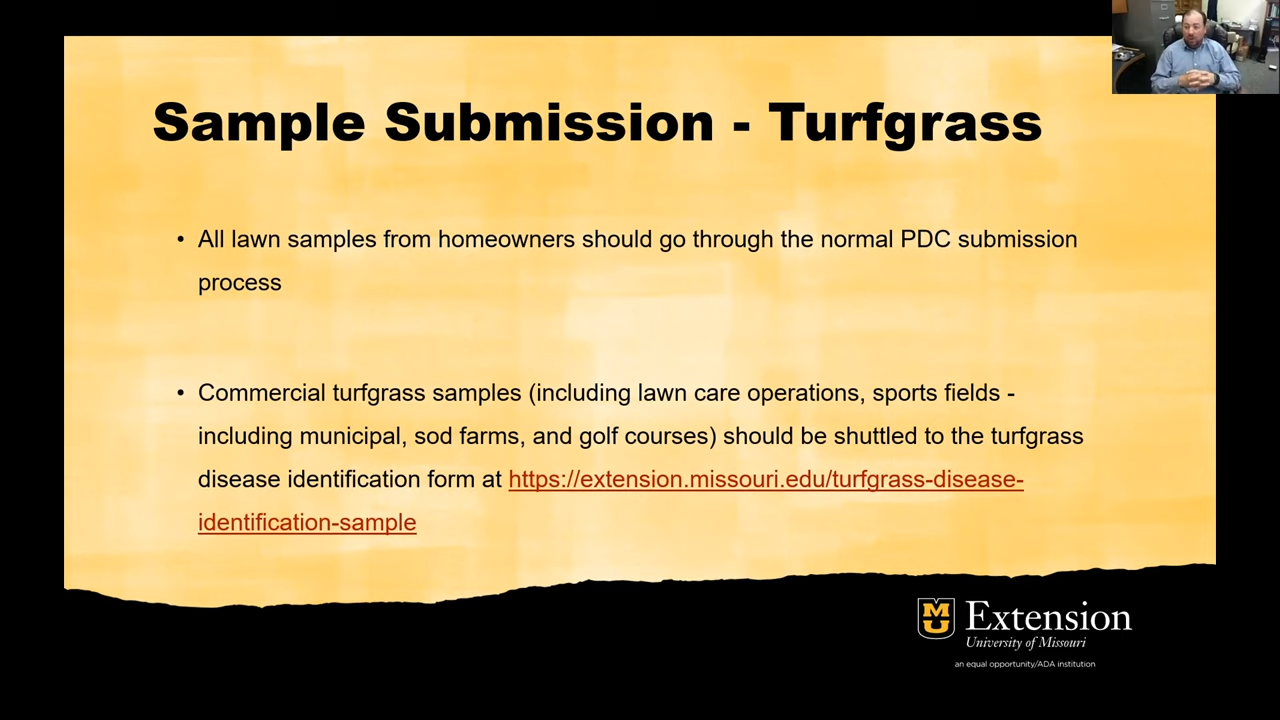 Sample Submission - Turfgrass
• All lawn samples from homeowners should go through the normal PDC submission
process
• Commercial turfgrass samples (including lawn care operations, sports fields -
including municipal, sod farms, and golf courses) should be shuttled to the turfgrass
disease identification form at https://extension.missouri.edu/turfgrass-disease-
identification-sample
MU Extension
University of Missouri
an equal opportunity/ADA institution